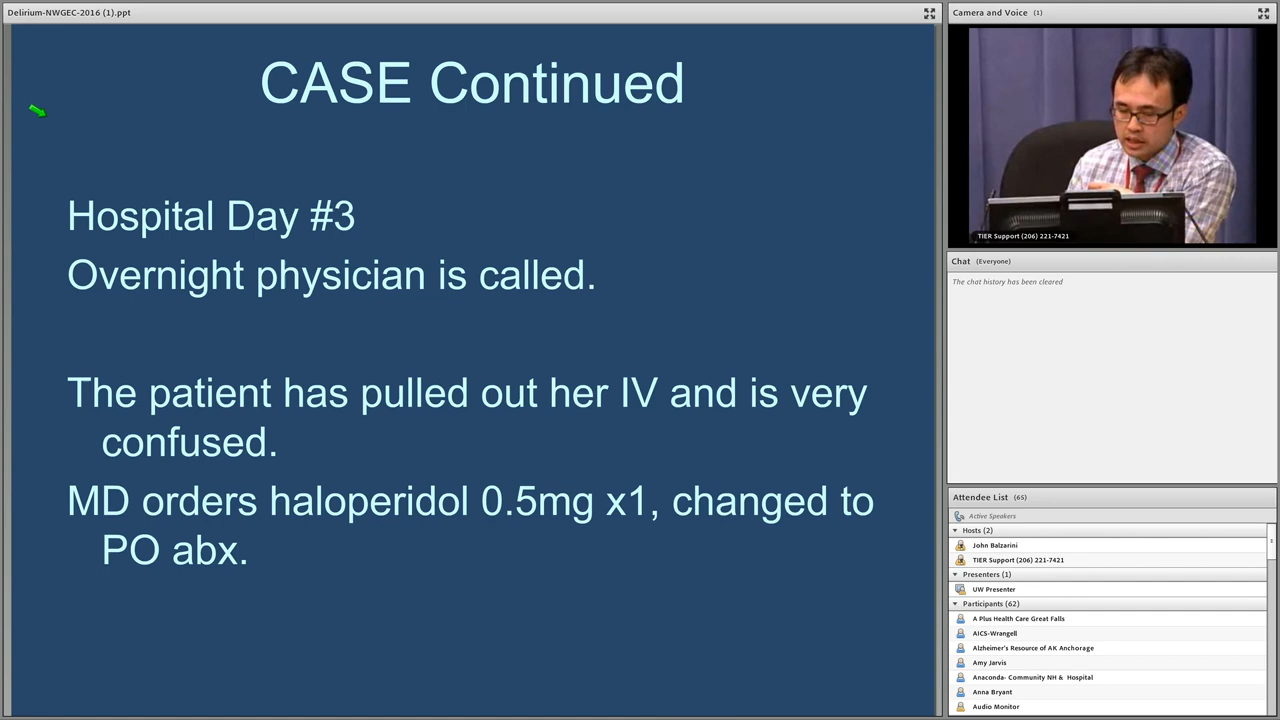 Delirium-NWGEC-2016 (1).ppt
CASE Continued
Hospital Day #3
Overnight physician is called.
The patient has pulled out her IV and is very
confused.
MD orders haloperidol 0.5mg x1, changed to
PO abx.
Camera and Voice (1)
TIER Support (206) 221-7421
Chat (Everyone)
The chat history has been cleared
Attendee List (65)
Active Speakers
Hosts (2)
John Balzarini
TIER Support (206) 221-7421
Presenters (1)
UW Presenter
Participants (62)
A Plus Health Care Great Falls
AICS-Wrangell
Alzheimer's Resource of AK Anchorage
Amy Jarvis
Anaconda- Community NH & Hospital
Anna Bryant
Audio Monitor